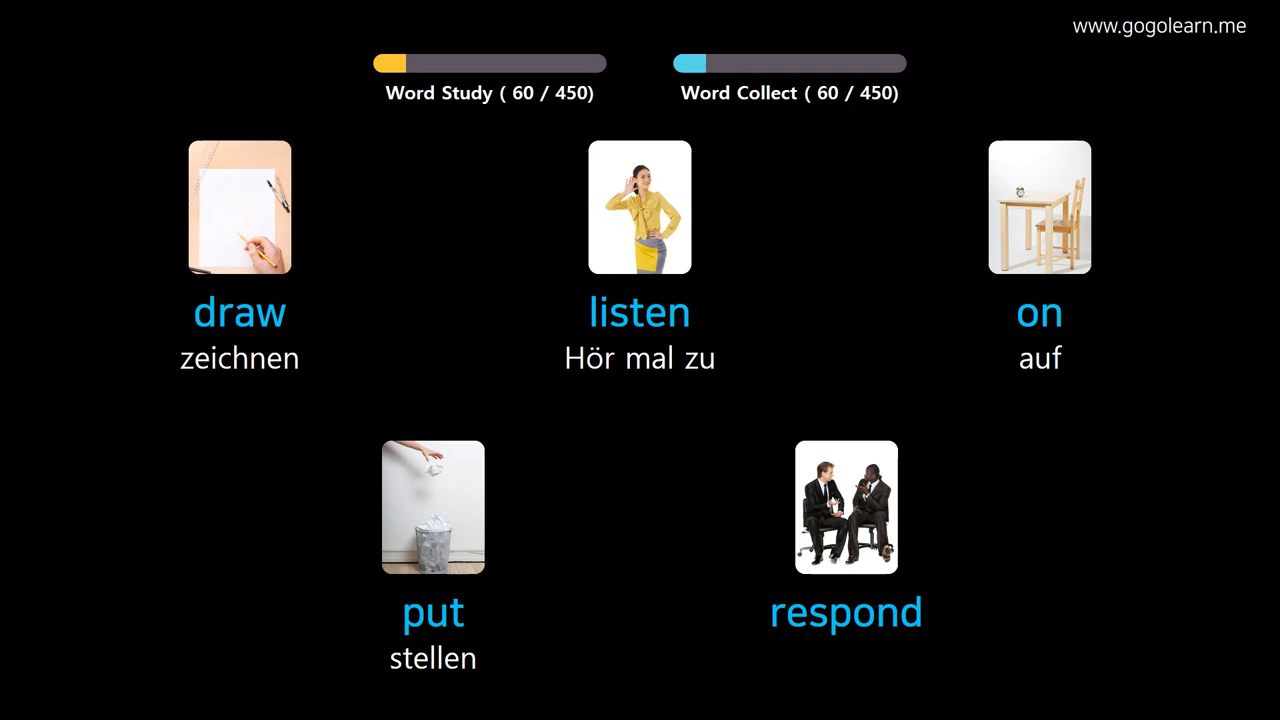 www.gogolearn.me
Word Study ( 60 / 450)
Word Collect ( 60 / 450)
draw
zeichnen
listen
Hör mal zu
on
auf
put
stellen
respond